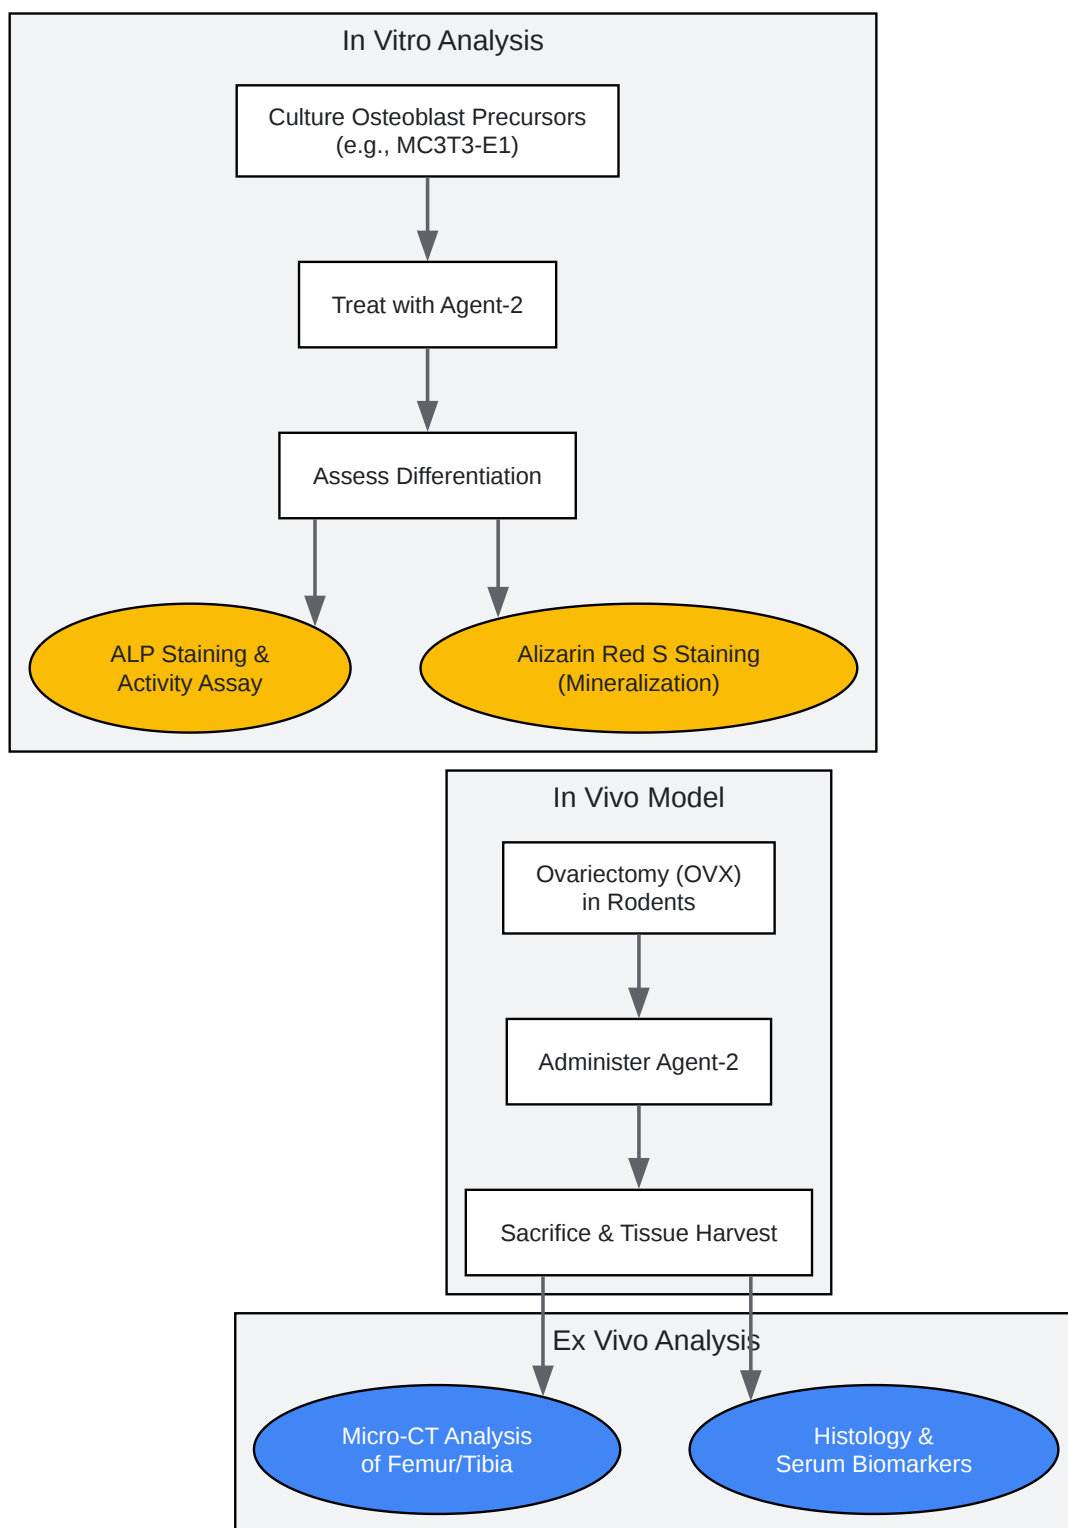 In Vitro Analysis
Culture Osteoblast Precursors
(e.g., MC3T3-E1)
Treat with Agent-2
Assess Differentiation
ALP Staining &
Activity Assay
Alizarin Red S Staining
(Mineralization)
In Vivo Model
Ovariectomy (OVX)
in Rodents
Administer Agent-2
Sacrifice & Tissue Harvest
Ex Vivo Analysis
Micro-CT Analysis
of Femur/Tibia
Histology &
Serum Biomarkers